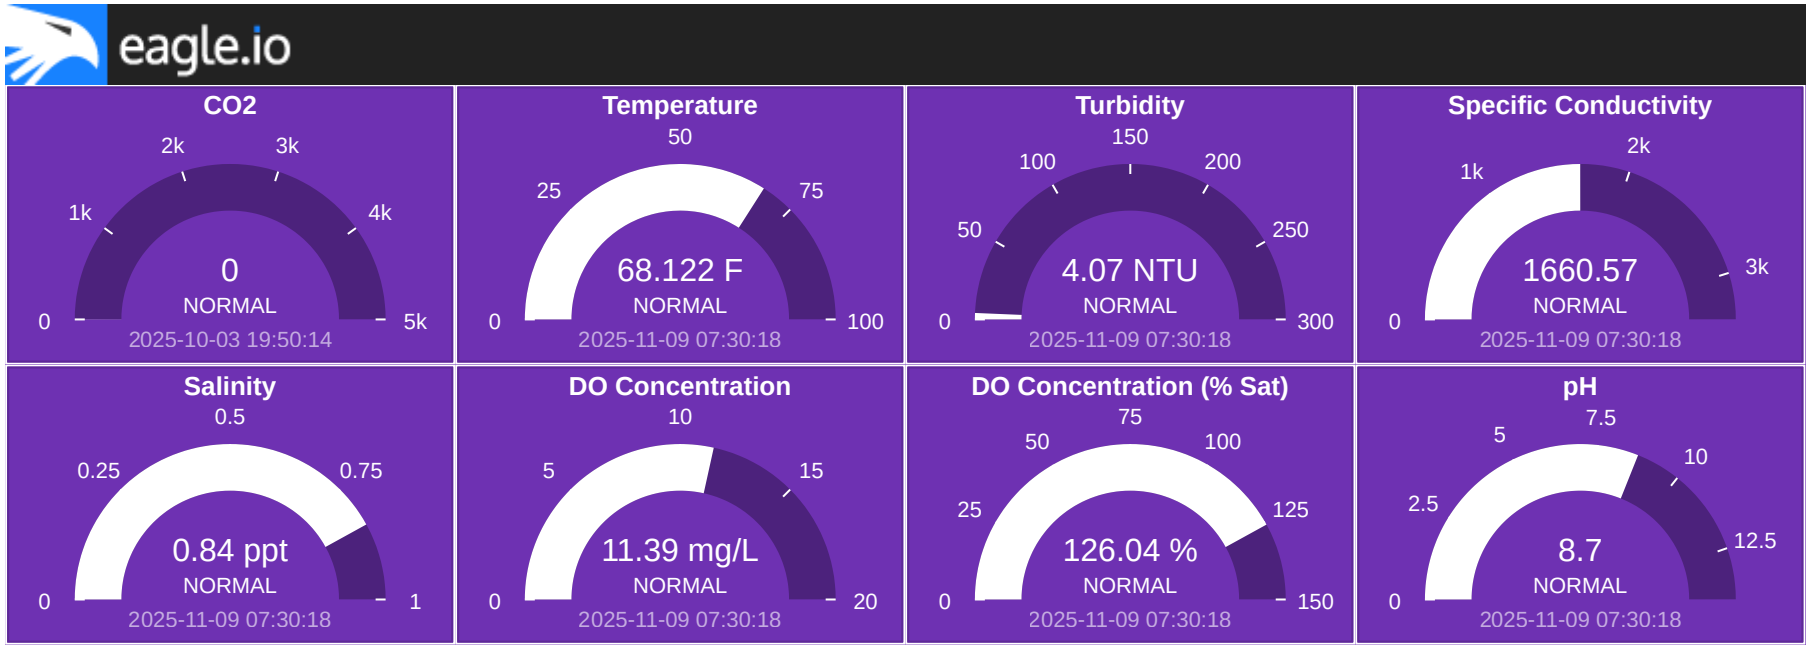 eagle.io
CO2
0
1k
2k
3k
4k
5k
0
NORMAL
2025-10-03 19:50:14
Temperature
0
25
50
75
100
68.122 F
NORMAL
2025-11-09 07:30:18
Turbidity
0
50
100
150
200
250
300
4.07 NTU
NORMAL
2025-11-09 07:30:18
Specific Conductivity
0
1k
2k
3k
1660.57
NORMAL
2025-11-09 07:30:18
Salinity
0
0.25
0.5
0.75
1
0.84 ppt
NORMAL
2025-11-09 07:30:18
DO Concentration
0
5
10
15
20
11.39 mg/L
NORMAL
2025-11-09 07:30:18
DO Concentration (% Sat)
0
25
50
75
100
125
150
126.04 %
NORMAL
2025-11-09 07:30:18
pH
0
2.5
5
7.5
10
12.5
8.7
NORMAL
2025-11-09 07:30:18